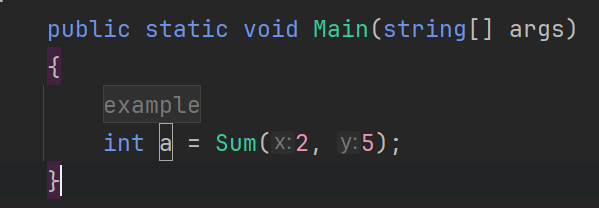 public static void Main(string[] args)
{
example
int a = Sum(x:2, y:5);
}